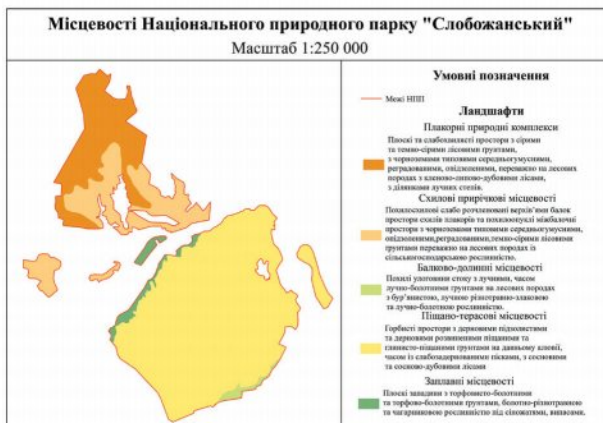 Місцевості Національного природного парку "Слобожанський"
Масштаб 1:250 000
Умовні позначення
Межі НПП
Ландшафти
Плакорні природні комплекси
Плоскі та слабохвилясті простори з сірими
та темно-сірими лісовими ґрунтами,
з чорноземами типовими середньогумусними,
реградованими, опідзоленими, переважно на лесових
породах з кленово-липово-дубовими лісами,
з ділянками лучних степів.
Схилові прирічкові місцевості
Похилосхилові слабо розчленовані верхів'ями балок
простори схилів плакорів та похилоопуклі міжбалочні
простори з чорноземами типовими середньогумусними,
опідзоленими,реградованими,темно-сірими лісовими
ґрунтами переважно на лесових породах із
сільськогосподарською рослинністю.
Балково-долинні місцевості
Похилі улоговини стоку з лучними, часом
лучно-болотними ґрунтами на лесових породах
з бур'янистою, лучною різнотравно-злаковою
та лучно-болотною рослинністю.
Піщано-терасові місцевості
Горбисті простори з дерновими підзолистими
та дерновими розвиненими піщаними та
глинисто-піщаними ґрунтами на давньому алювії,
часом із слабозадернованими пісками, з сосновими
та сосново-дубовими лісами
Заплавні місцевості
Плоскі западини з торфовисто-болотними
та торфово-болотними ґрунтами, болотно-різнотравною
та чагарниковою рослинністю під сіножатями, випасами.